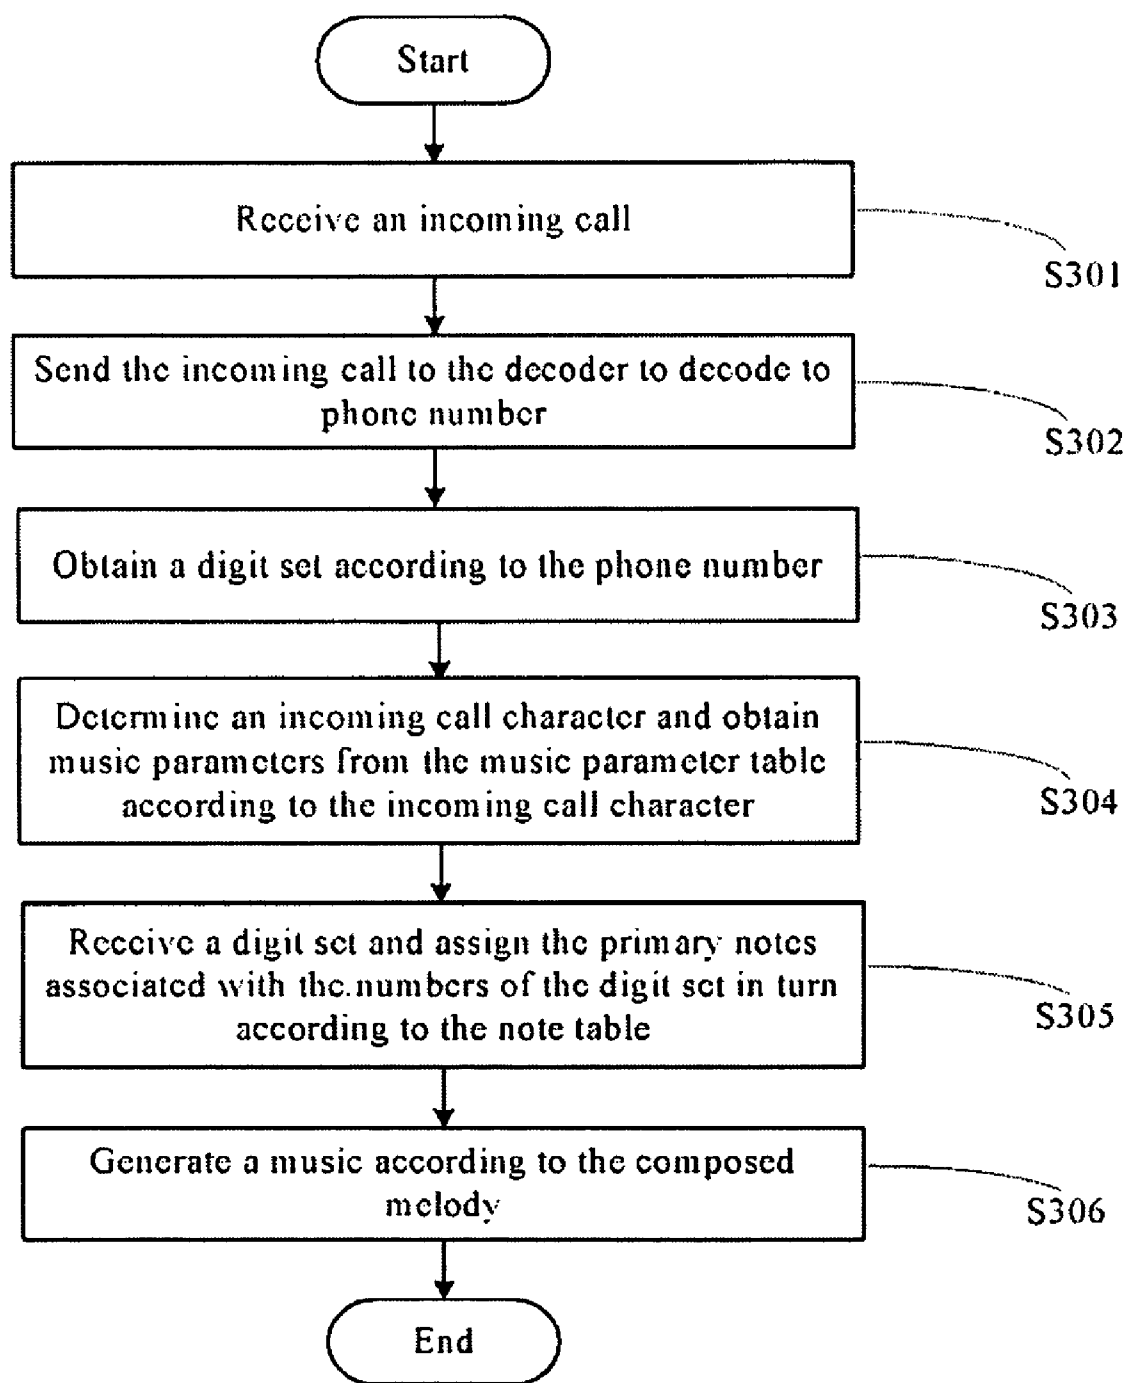 Start
Receive an incoming call
S301
Send the incoming call to the decoder to decode to
phone number
S302
Obtain a digit set according to the phone number
S303
Determine an incoming call character and obtain
music parameters from the music parameter table
according to the incoming call character
S304
Receive a digit set and assign the primary notes
associated with the numbers of the digit set in turn
according to the note table
S305
Generate a music according to the composed
melody
S306
End